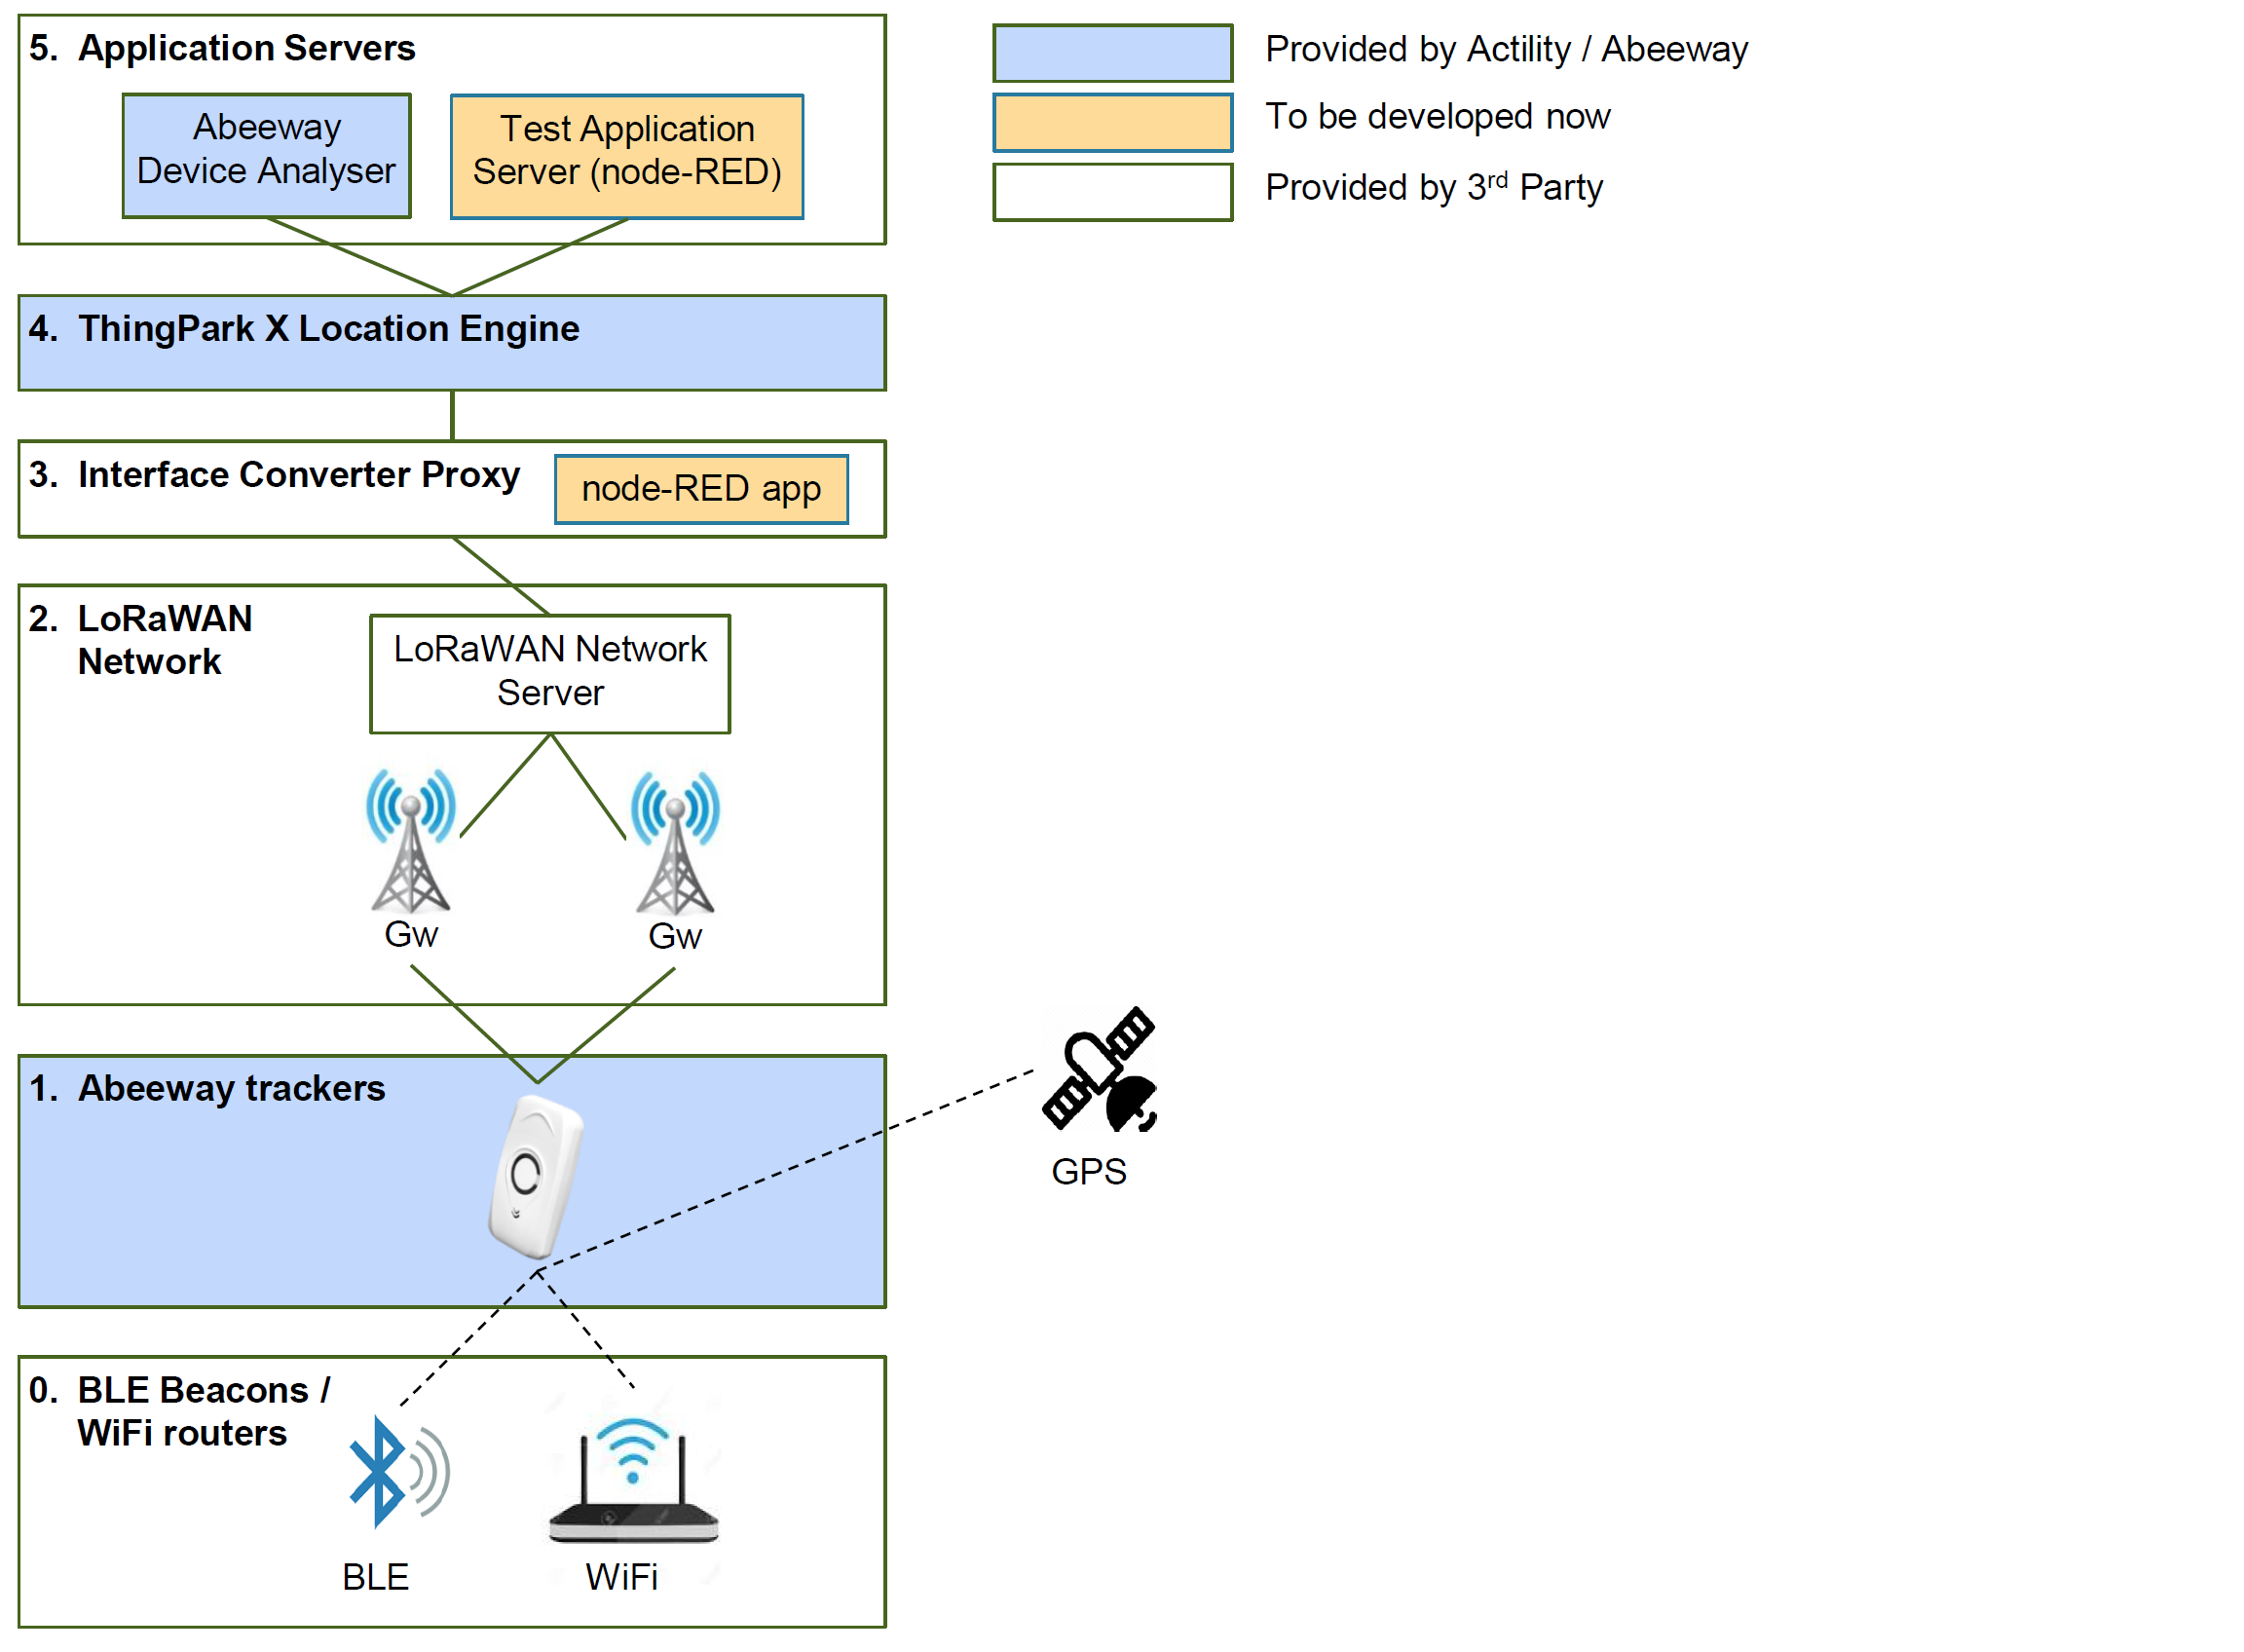 5. Application Servers
Abeeway
Device Analyser
Test Application
Server (node-RED)
Provided by Actility / Abeeway
To be developed now
Provided by 3rd Party
4. ThingPark X Location Engine
3. Interface Converter Proxy
node-RED app
2. LoRaWAN
Network
LoRaWAN Network
Server
Gw
Gw
1. Abeeway trackers
GPS
0. BLE Beacons /
WiFi routers
BLE
WiFi